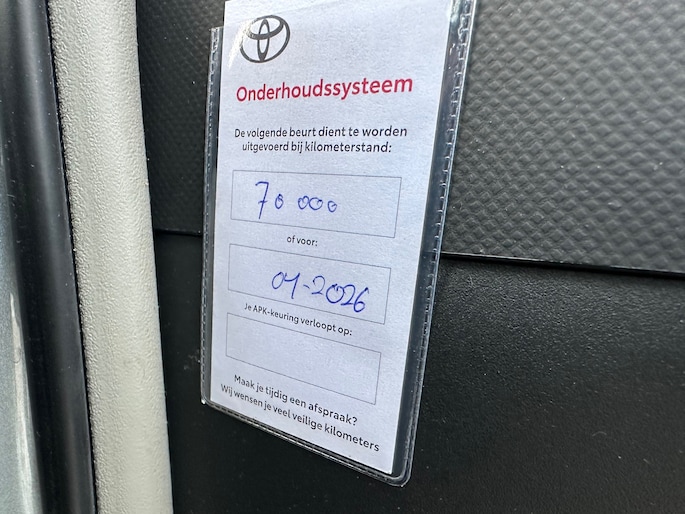 Onderhoudssysteem
De volgende beurt dient te worden
uitgevoerd bij kilometerstand:
70 000
of voor:
04-2026
Je APK-keuring verloopt op:
Maak je tijdig een afspraak?
Wij wensen je veel veilige kilometers